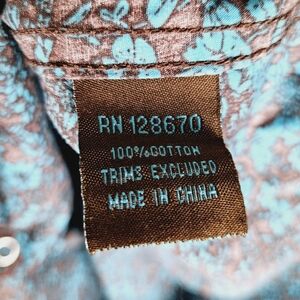 RN 128670
100% COTTON
TRIMS EXCLUDED
MADE IN CHINA